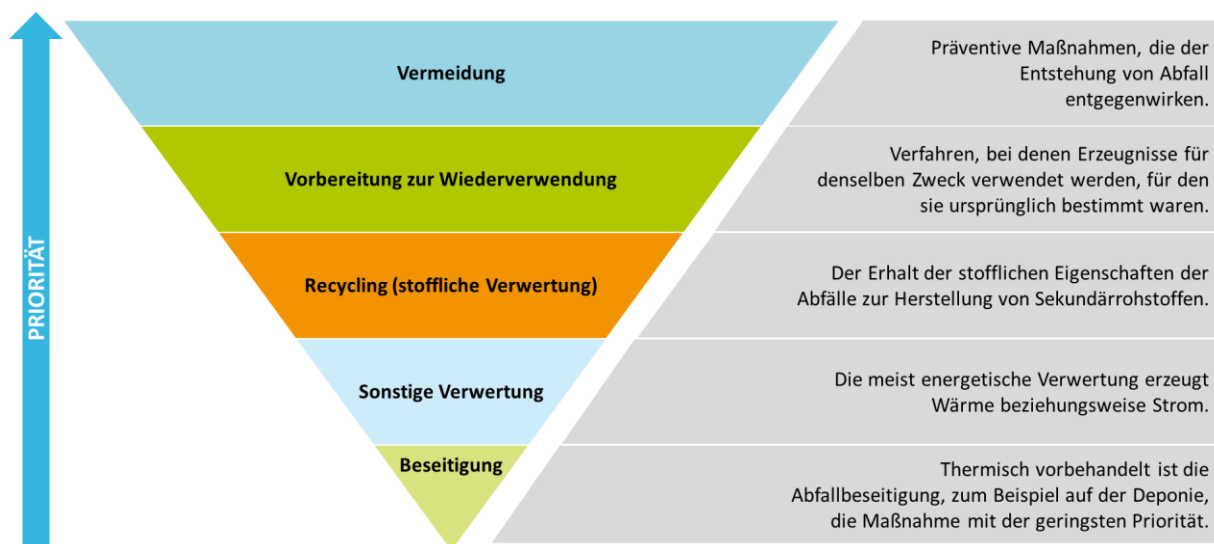 PRIORITÄT
Vermeidung
Präventive Maßnahmen, die der
Entstehung von Abfall
entgegenwirken.
Vorbereitung zur Wiederverwendung
Verfahren, bei denen Erzeugnisse für
denselben Zweck verwendet werden, für den
sie ursprünglich bestimmt waren.
Recycling (stoffliche Verwertung)
Der Erhalt der stofflichen Eigenschaften der
Abfälle zur Herstellung von Sekundärrohstoffen.
Sonstige Verwertung
Die meist energetische Verwertung erzeugt
Wärme beziehungsweise Strom.
Beseitigung
Thermisch vorbehandelt ist die
Abfallbeseitigung, zum Beispiel auf der Deponie,
die Maßnahme mit der geringsten Priorität.